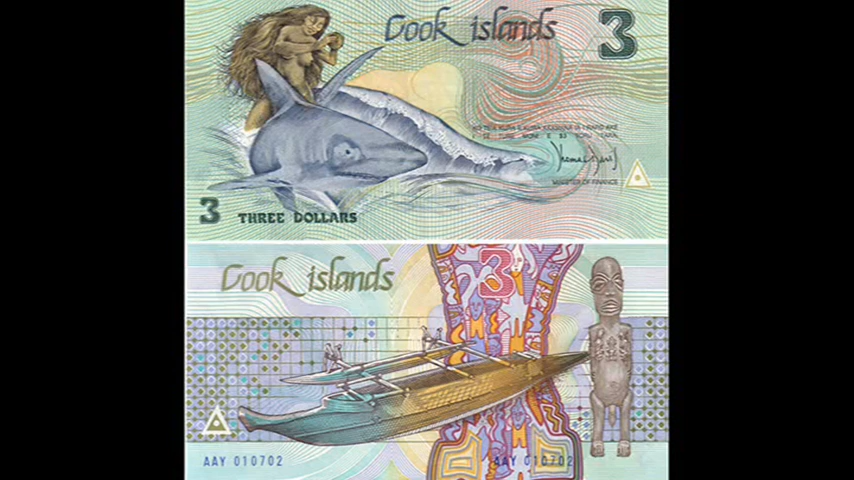 Cook islands
3
MINISTER OF FINANCE
3
THREE DOLLARS
Cook islands
3
AAY 010702
AAY 010702